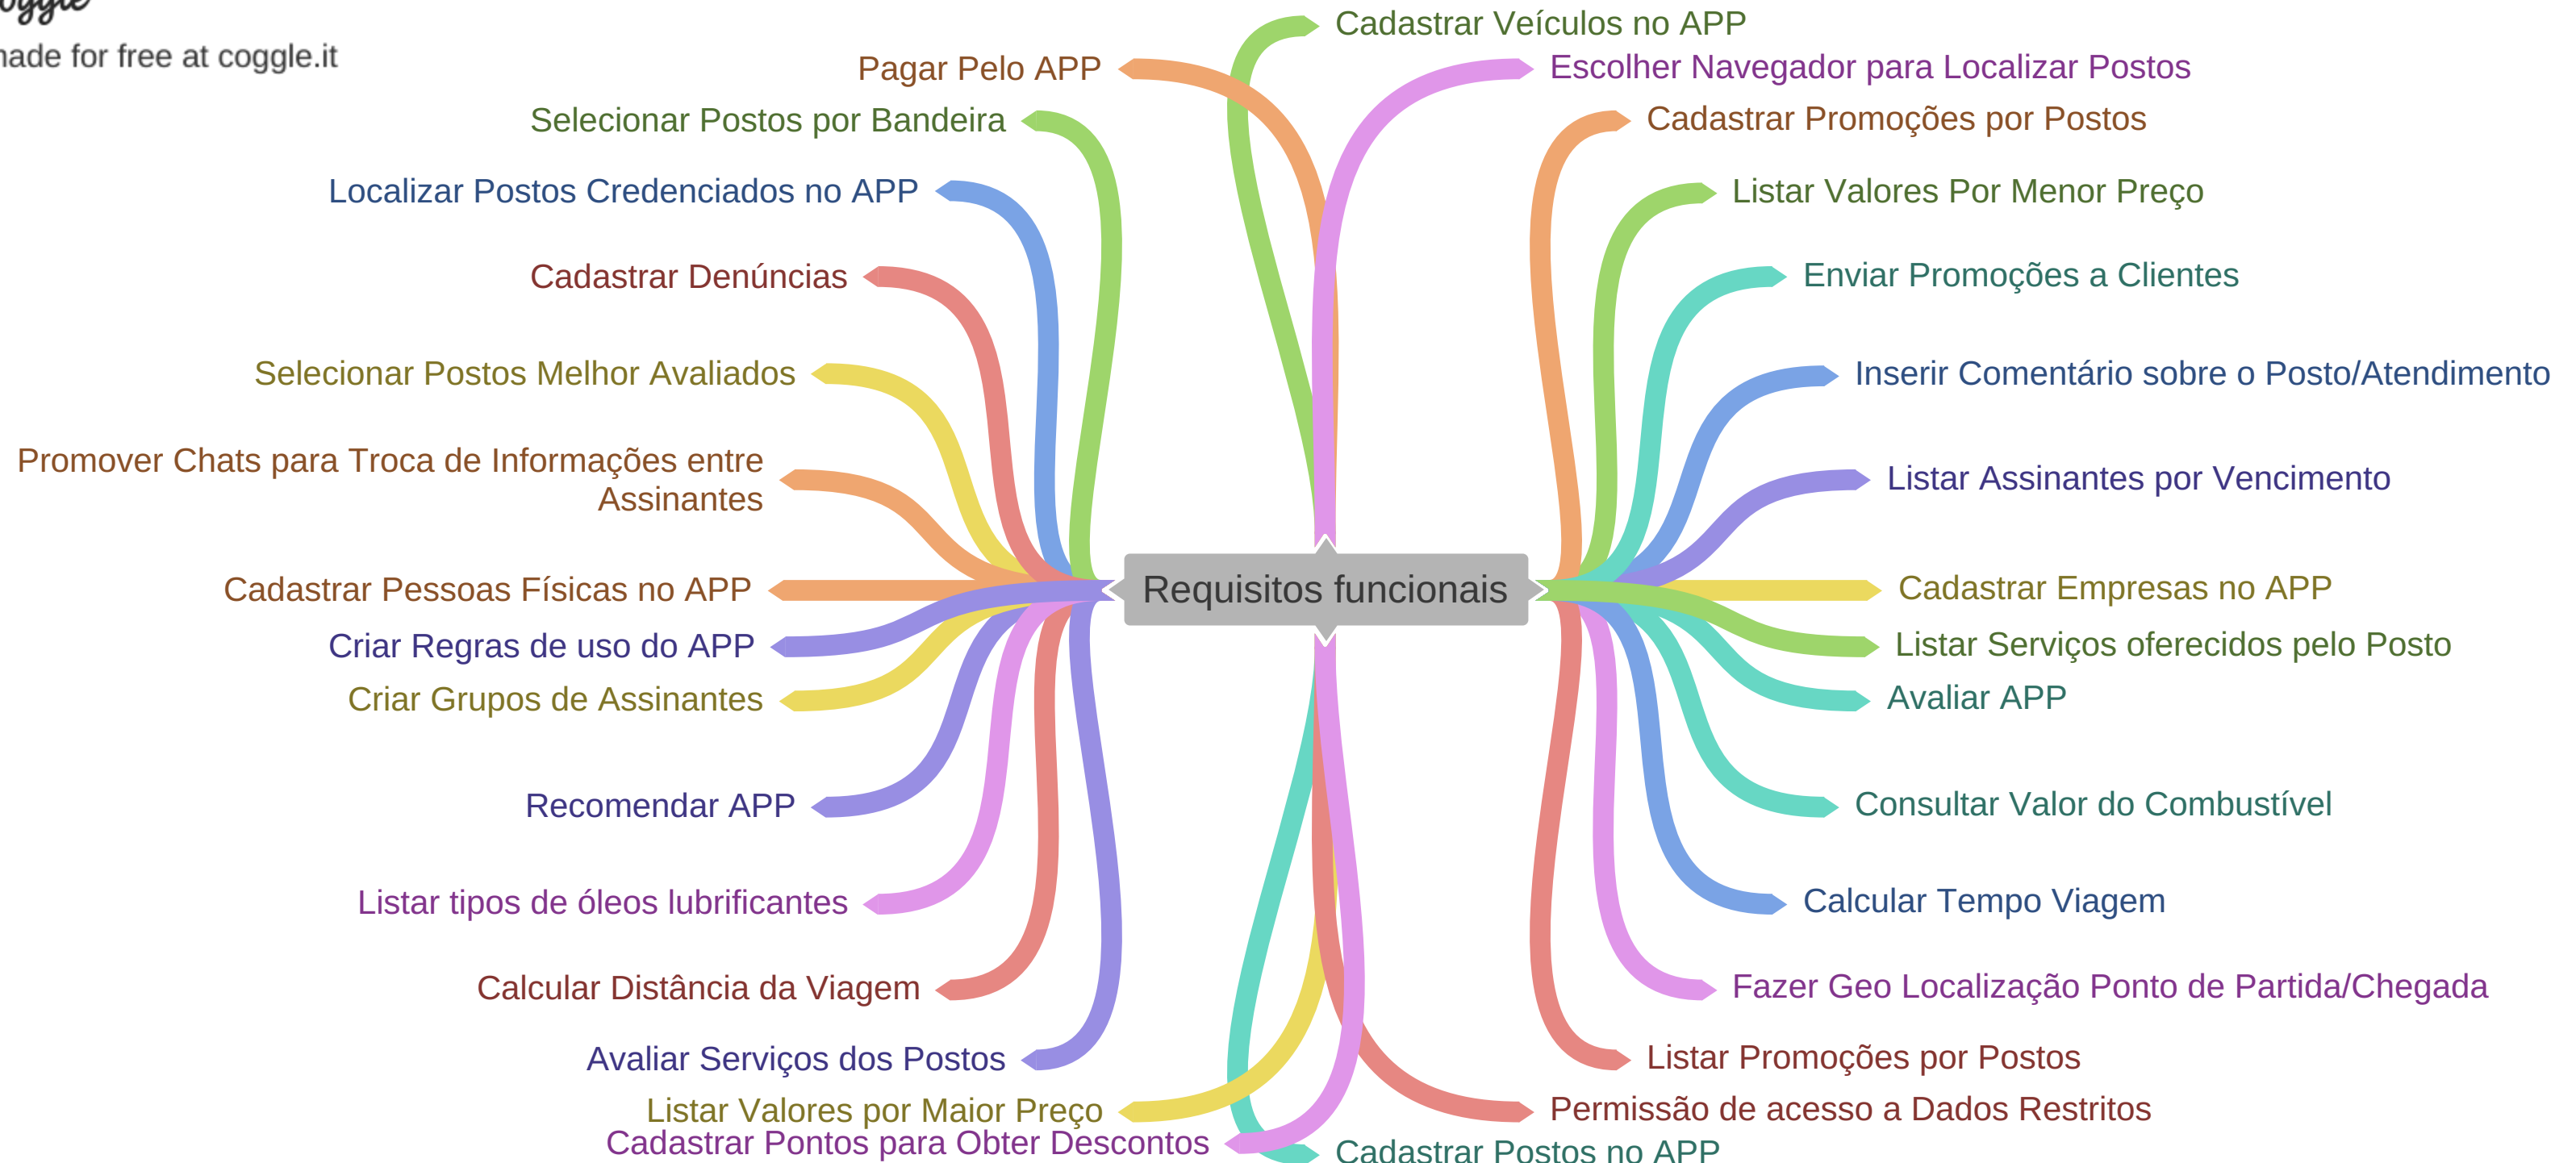 for free at coggle.it
Cadastrar Veículos no APP
Pagar Pelo APP
Escolher Navegador para Localizar Postos
Selecionar Postos por Bandeira
Cadastrar Promoções por Postos
Localizar Postos Credenciados no APP
Listar Valores Por Menor Preço
Cadastrar Denúncias
Enviar Promoções a Clientes
Selecionar Postos Melhor Avaliados
Inserir Comentário sobre o Posto/Atendimento
Promover Chats para Troca de Informações entre
Assinantes
Listar Assinantes por Vencimento
Cadastrar Pessoas Físicas no APP
Requisitos funcionais
Cadastrar Empresas no APP
Criar Regras de uso do APP
Listar Serviços oferecidos pelo Posto
Criar Grupos de Assinantes
Avaliar APP
Recomendar APP
Consultar Valor do Combustível
Listar tipos de óleos lubrificantes
Calcular Tempo Viagem
Calcular Distância da Viagem
Fazer Geo Localização Ponto de Partida/Chegada
Avaliar Serviços dos Postos
Listar Promoções por Postos
Listar Valores por Maior Preço
Permissão de acesso a Dados Restritos
Cadastrar Pontos para Obter Descontos
Cadastrar Postos no APP